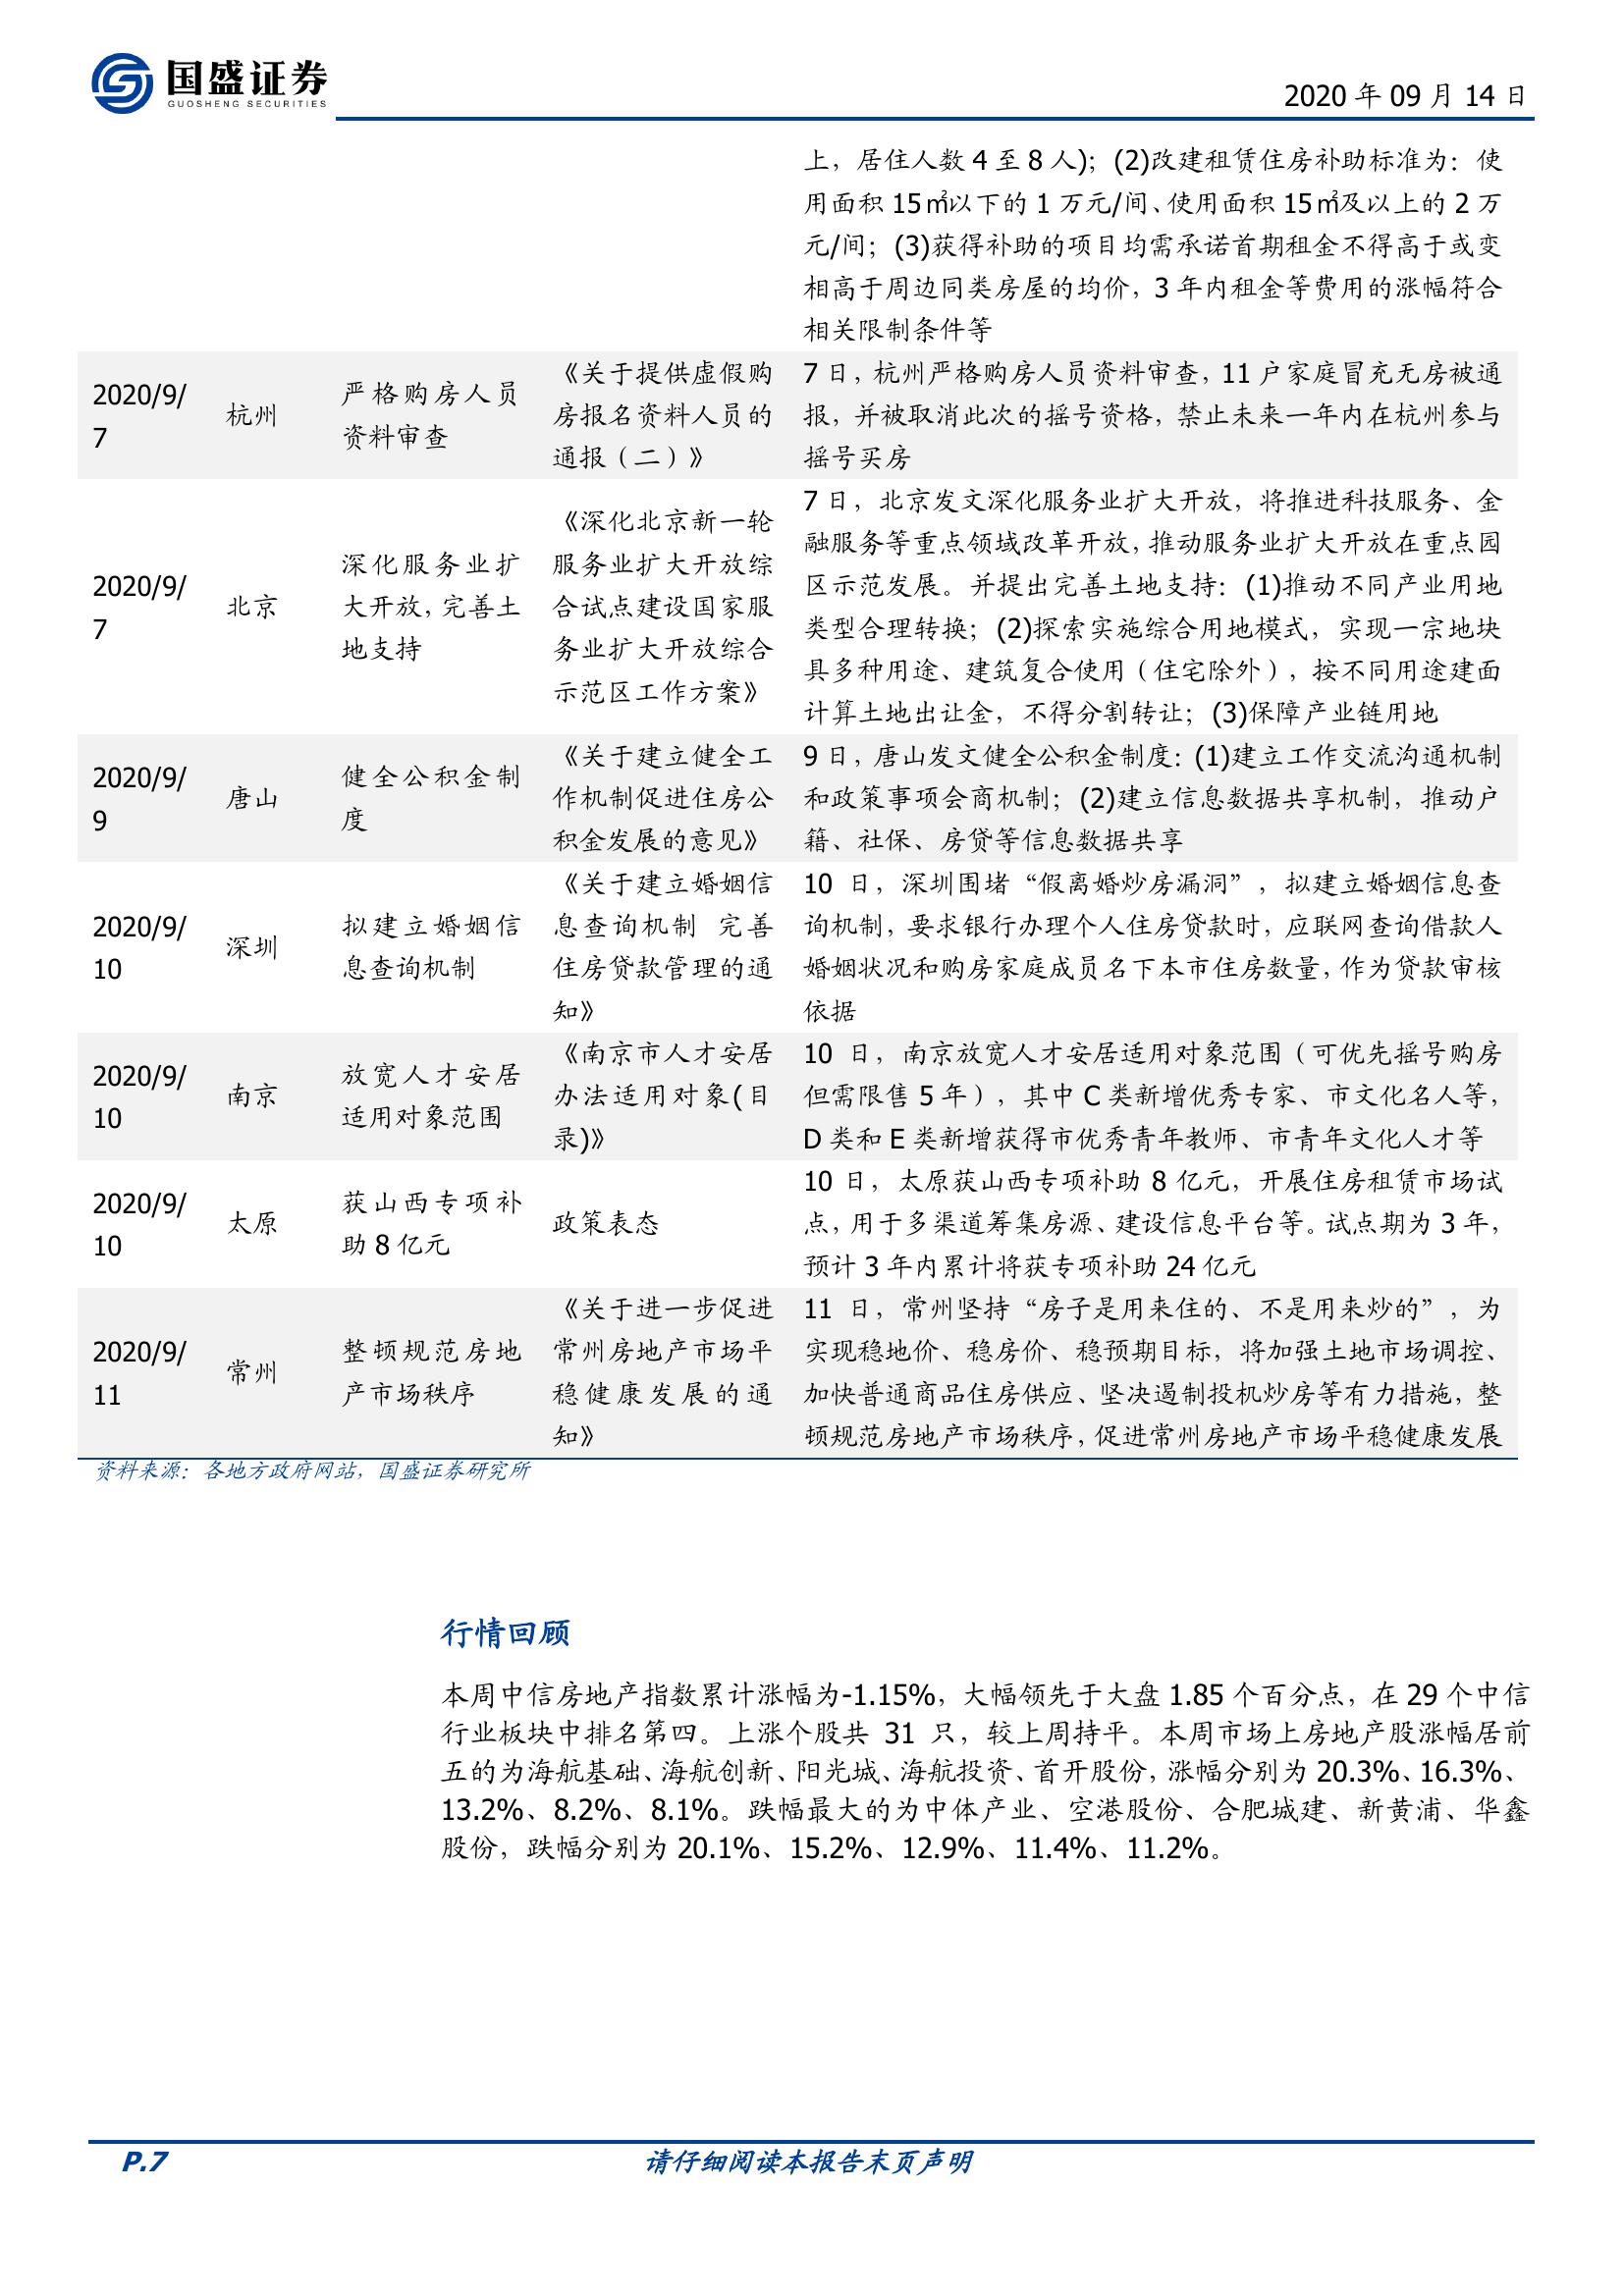 国盛证券
GUOSHENG SECURITIES
2020 年 09 月 14 日
上，居住人数 4 至 8 人)；(2)改建租赁住房补助标准为：使
用面积 15㎡以下的 1 万元/间、使用面积 15㎡及以上的 2 万
元/间；(3)获得补助的项目均需承诺首期租金不得高于或变
相高于周边同类房屋的均价，3 年内租金等费用的涨幅符合
相关限制条件等
2020/9/
7
杭州
严格购房人员
资料审查
《关于提供虚假购
房报名资料人员的
通报（二）》
7 日，杭州严格购房人员资料审查，11 户家庭冒充无房被通
报，并被取消此次的摇号资格，禁止未来一年内在杭州参与
摇号买房
2020/9/
7
北京
深化服务业扩
大开放，完善土
地支持
《深化北京新一轮
服务业扩大开放综
合试点建设国家服
务业扩大开放综合
示范区工作方案》
7 日，北京发文深化服务业扩大开放，将推进科技服务、金
融服务等重点领域改革开放，推动服务业扩大开放在重点园
区示范发展。并提出完善土地支持：(1)推动不同产业用地
类型合理转换；(2)探索实施综合用地模式，实现一宗地块
具多种用途、建筑复合使用（住宅除外），按不同用途建面
计算土地出让金，不得分割转让；(3)保障产业链用地
2020/9/
9
唐山
健全公积金制
度
《关于建立健全工
作机制促进住房公
积金发展的意见》
9 日，唐山发文健全公积金制度：(1)建立工作交流沟通机制
和政策事项会商机制；(2)建立信息数据共享机制，推动户
籍、社保、房贷等信息数据共享
2020/9/
10
深圳
拟建立婚姻信
息查询机制
《关于建立婚姻信
息查询机制 完善
住房贷款管理的通
知》
10 日，深圳围堵“假离婚炒房漏洞”，拟建立婚姻信息查
询机制，要求银行办理个人住房贷款时，应联网查询借款人
婚姻状况和购房家庭成员名下本市住房数量，作为贷款审核
依据
2020/9/
10
南京
放宽人才安居
适用对象范围
《南京市人才安居
办法适用对象(目
录)》
10 日，南京放宽人才安居适用对象范围（可优先摇号购房
但需限售 5 年），其中 C 类新增优秀专家、市文化名人等，
D 类和 E 类新增获得市优秀青年教师、市青年文化人才等
2020/9/
10
太原
获山西专项补
助 8 亿元
政策表态
10 日，太原获山西专项补助 8 亿元，开展住房租赁市场试
点，用于多渠道筹集房源、建设信息平台等。试点期为 3 年，
预计 3 年内累计将获专项补助 24 亿元
2020/9/
11
常州
整顿规范房地
产市场秩序
《关于进一步促进
常州房地产市场平
稳健康发展的通
知》
11 日，常州坚持“房子是用来住的、不是用来炒的”，为
实现稳地价、稳房价、稳预期目标，将加强土地市场调控、
加快普通商品住房供应、坚决遏制投机炒房等有力措施，整
顿规范房地产市场秩序，促进常州房地产市场平稳健康发展
资料来源：各地方政府网站，国盛证券研究所
行情回顾
本周中信房地产指数累计涨幅为-1.15%，大幅领先于大盘 1.85 个百分点，在 29 个中信
行业板块中排名第四。上涨个股共 31 只，较上周持平。本周市场上房地产股涨幅居前
五的为海航基础、海航创新、阳光城、海航投资、首开股份，涨幅分别为 20.3%、16.3%、
13.2%、8.2%、8.1%。跌幅最大的为中体产业、空港股份、合肥城建、新黄浦、华鑫
股份，跌幅分别为 20.1%、15.2%、12.9%、11.4%、11.2%。
P.7
请仔细阅读本报告末页声明